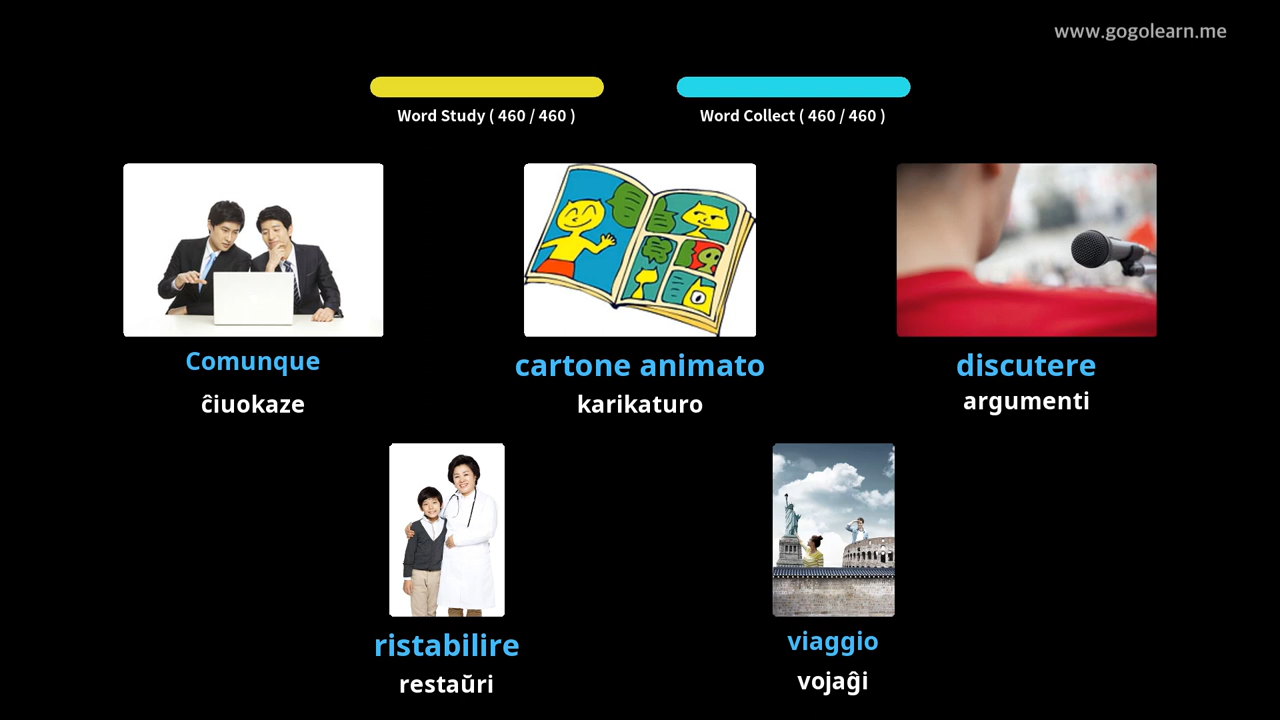 www.gogolearn.me
Word Study ( 460 / 460 )
Word Collect ( 460 / 460 )
Comunque
ĉiuokaze
cartone animato
karikaturo
discutere
argumenti
ristabilire
restaŭri
viaggio
vojaĝi